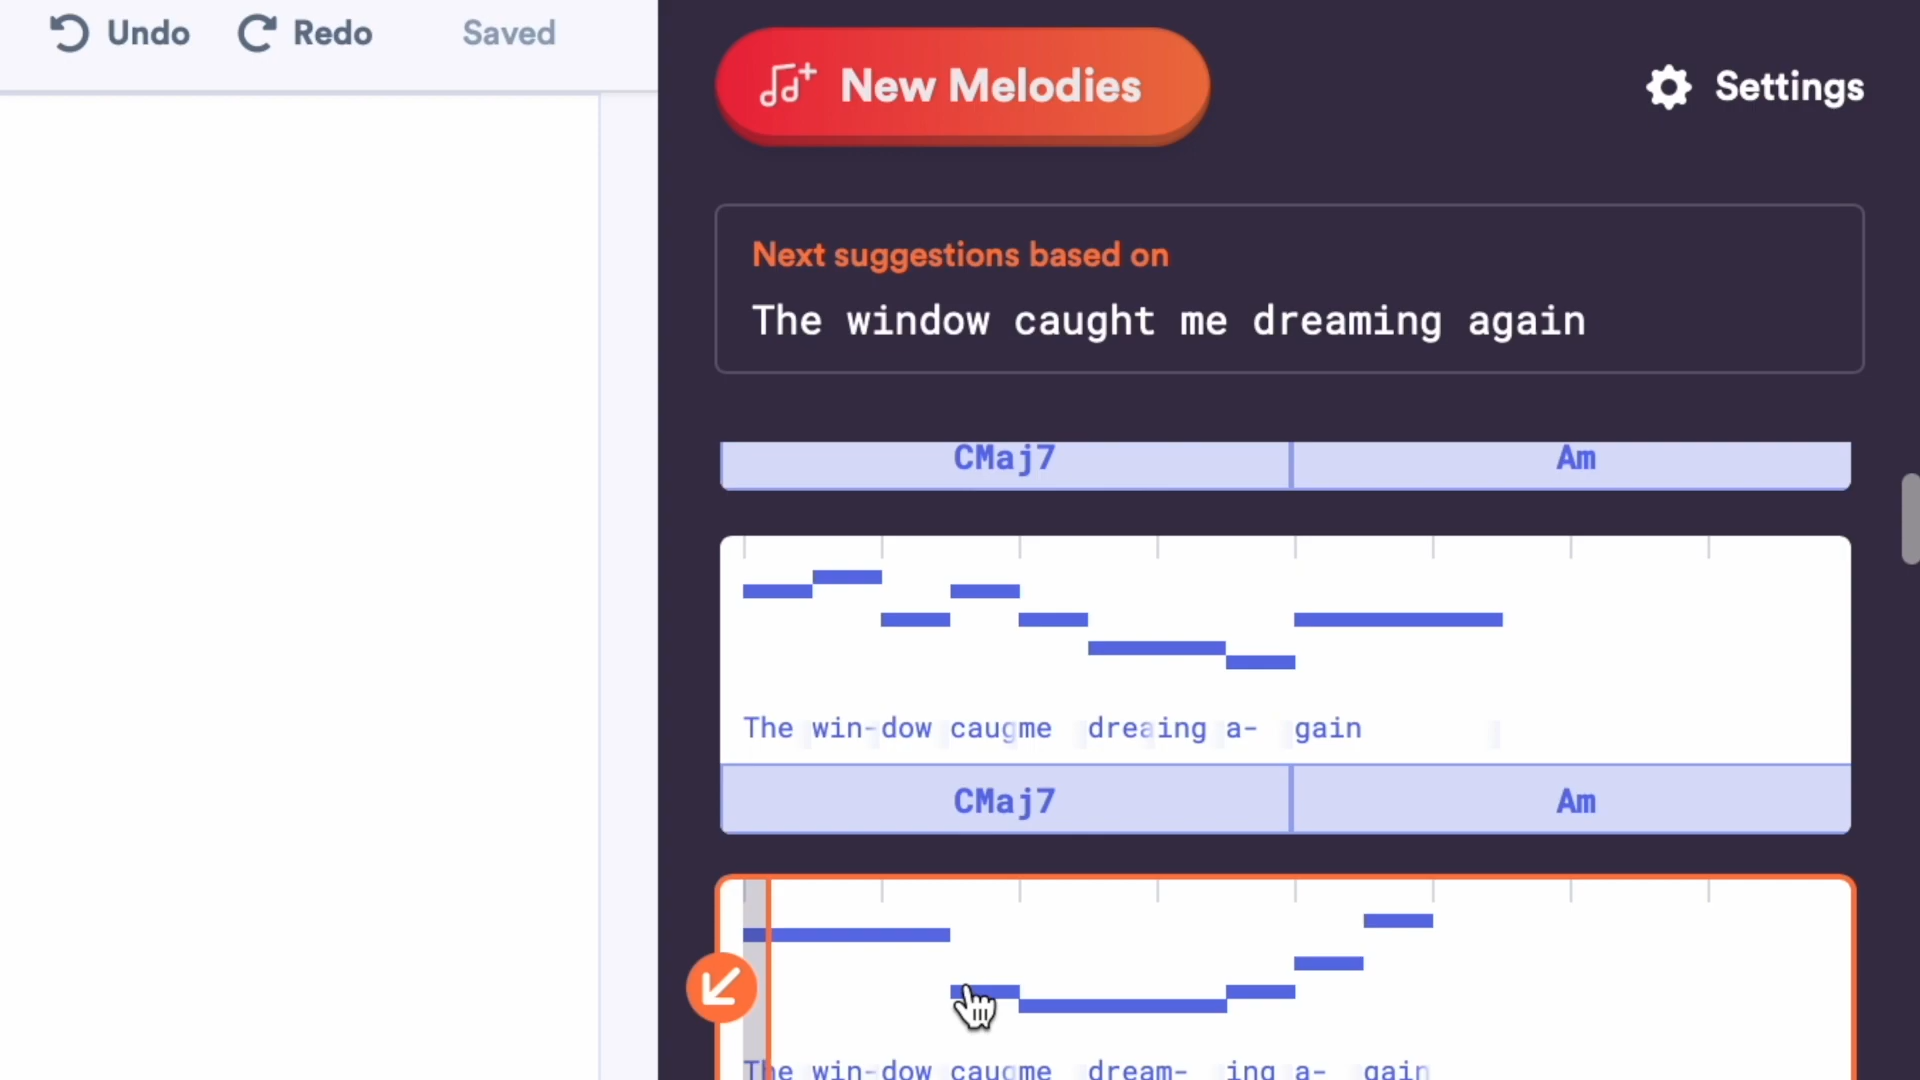 Undo Redo Saved
New Melodies
Settings
Next suggestions based on
The window caught me dreaming again
CMaj7 Am
The win-dow caugme dreaing a- gain
CMaj7 Am
The win-dow caugme dream- ing a- gain